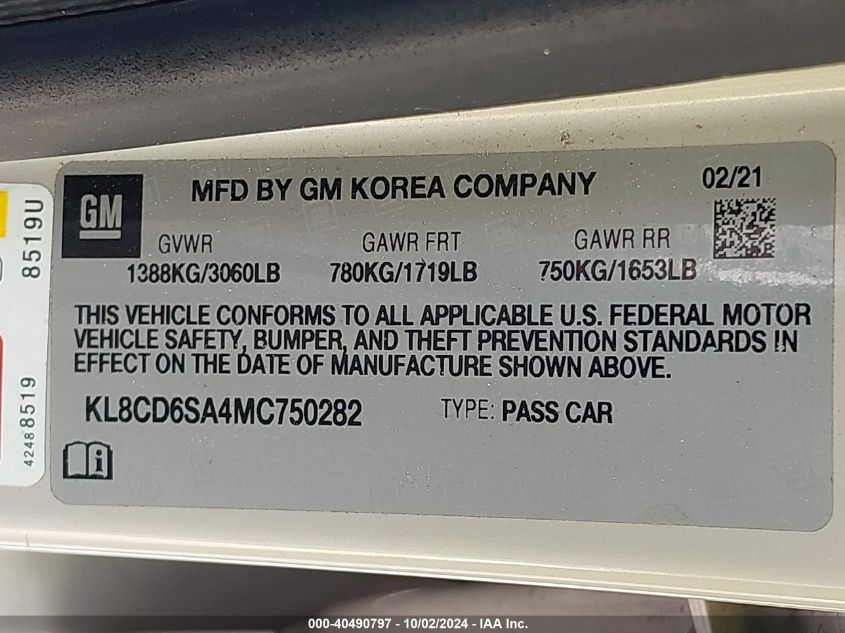 GM
MFD BY GM KOREA COMPANY
02/21
GVWR GAWR FRT GAWR RR
1388KG/3060LB 780KG/1719LB 750KG/1653LB
THIS VEHICLE CONFORMS TO ALL APPLICABLE U.S. FEDERAL MOTOR
VEHICLE SAFETY, BUMPER, AND THEFT PREVENTION STANDARDS IN
EFFECT ON THE DATE OF MANUFACTURE SHOWN ABOVE.
KL8CD6SA4MC750282 TYPE: PASS CAR
i
8519U
42488519
000-40490797 - 10/02/2024 - IAA Inc.